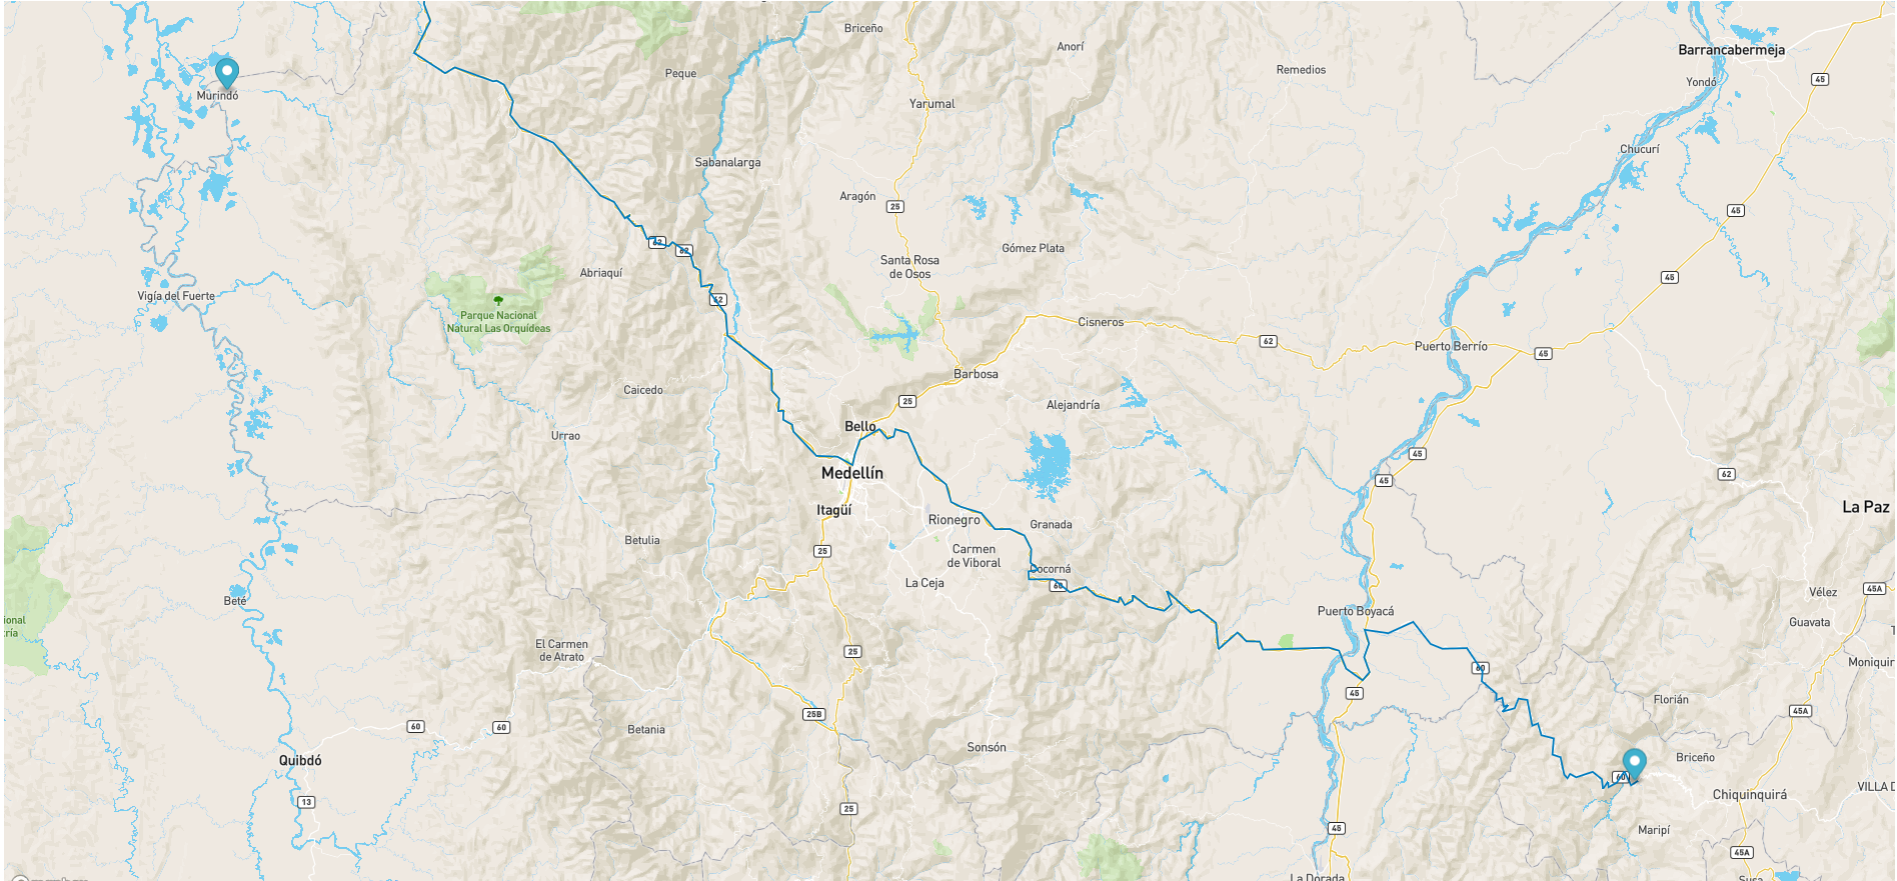 Briceño
Anorí
Barrancabermeja
Remedios
Peque
Yondó
45
Murindó
Yarumal
Chucurí
Sabanalarga
Aragón
25
45
62
62
Gómez Plata
Santa Rosa
de Osos
Abriaquí
45
Vigía del Fuerte
62
Parque Nacional
Natural Las Orquídeas
Cisneros
62
Puerto Berrío
45
Barbosa
Caicedo
25
Alejandría
Bello
Urrao
45
Medellín
62
45
La Paz
Itagüí
Rionegro
Granada
Betulia
25
Carmen
de Viboral
Socorná
La Ceja
60
45A
Vélez
Beté
Puerto Boyacá
ional
ría
Guavata
El Carmen
de Atrato
25
Moniquir
60
45
Florián
25B
45A
60
60
Betania
Sonsón
Quibdó
Briceño
60
VILLA D
Chiquinquirá
13
25
45
Maripí
45A
La Dorada
Susa